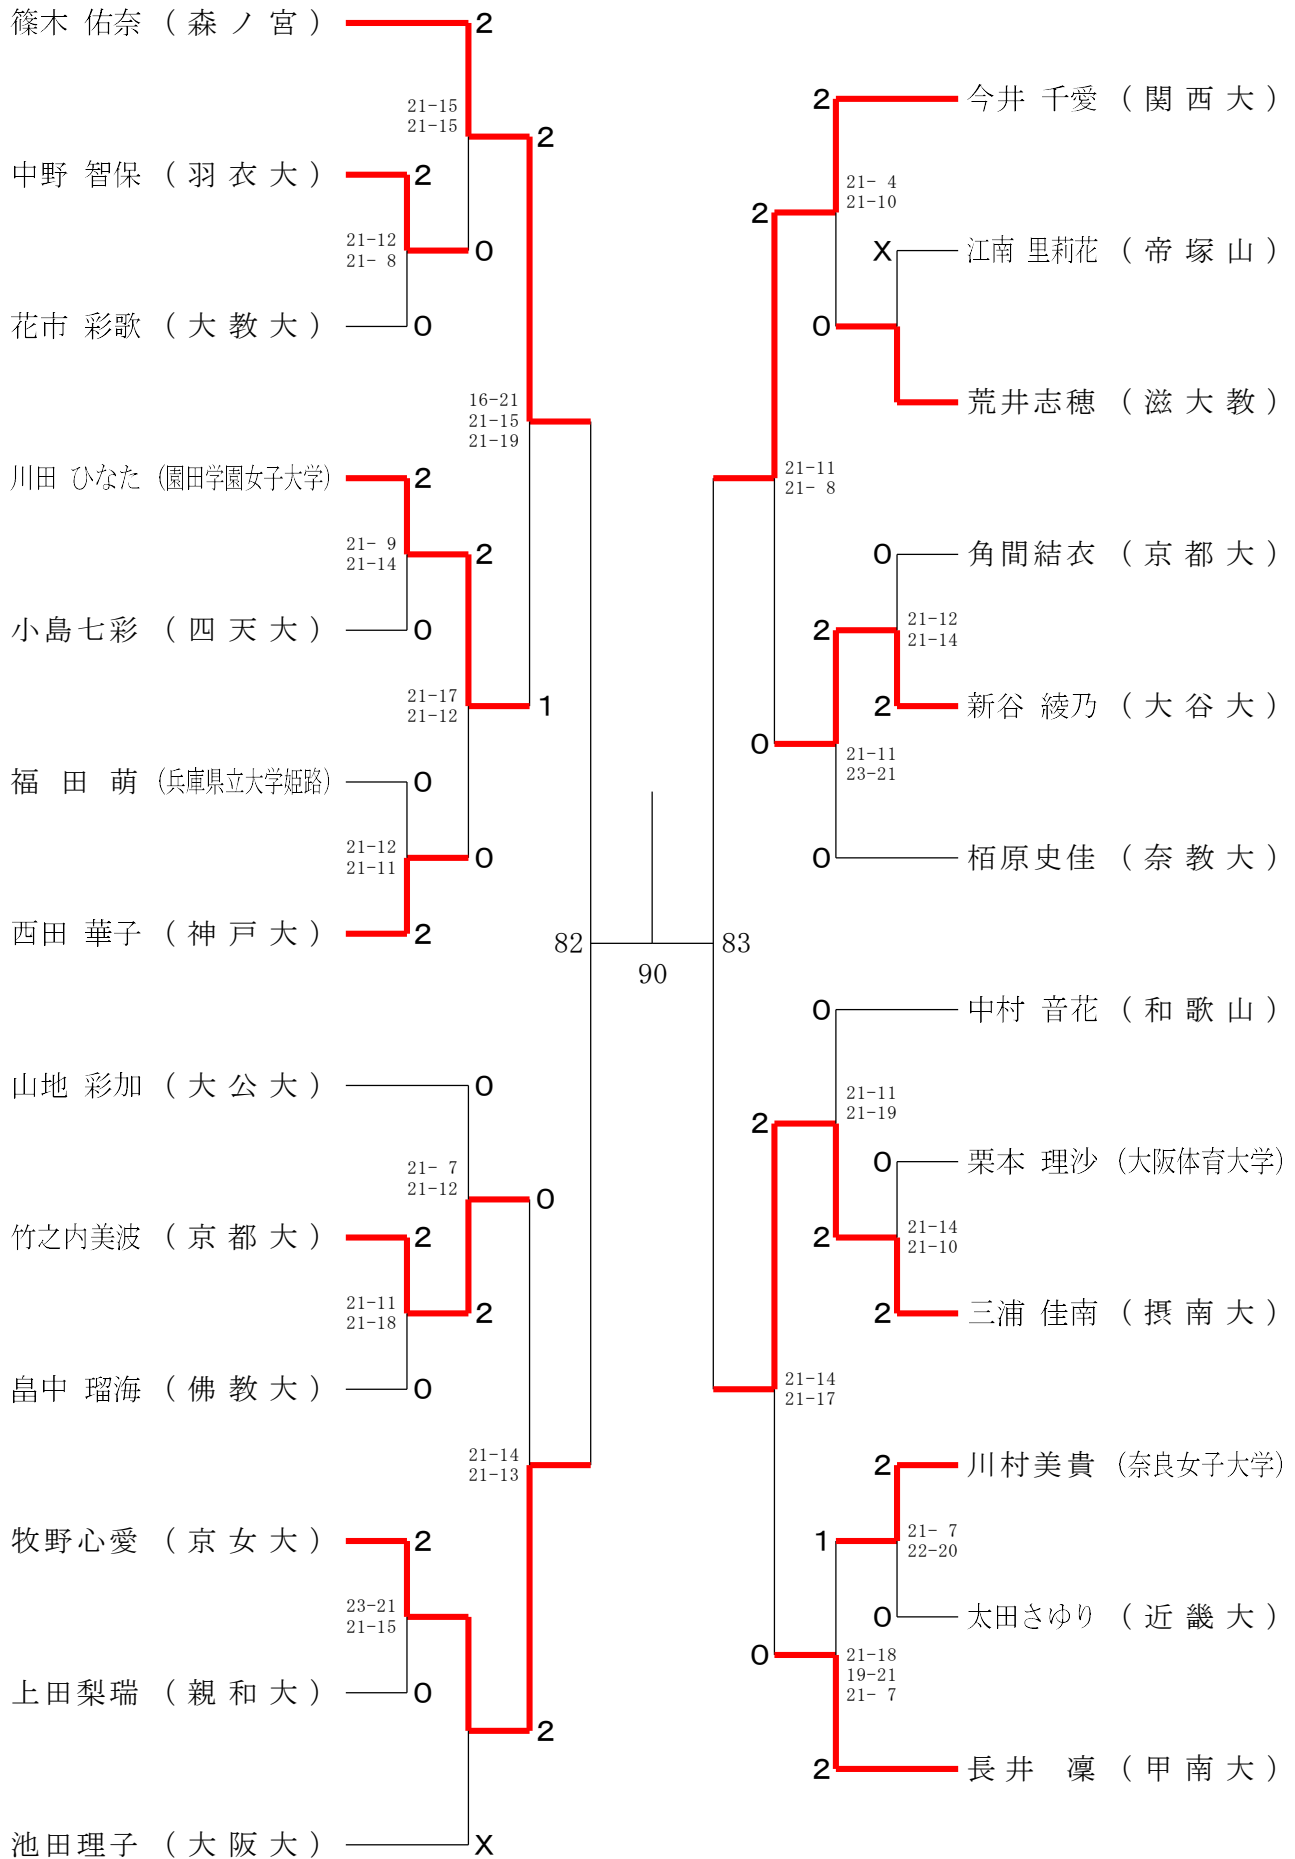 篠木 佑奈 （ 森 ノ 宮 ） 2
21-15
21-15
2
中野 智保 （ 羽 衣 大 ） 2
21-12
21- 8
0
花市 彩歌 （ 大 教 大 ） 0
16-21
21-15
21-19
川田 ひなた （園田学園女子大学） 2
21- 9
21-14
2
小島七彩 （ 四 天 大 ） 0
21-17
21-12
1
福 田 萌 （兵庫県立大学姫路） 0
21-12
21-11
0
西田 華子 （ 神 戸 大 ） 2
82
90
83
山地 彩加 （ 大 公 大 ） 0
21- 7
21-12
0
竹之内美波 （ 京 都 大 ） 2
21-11
21-18
2
畠中 瑠海 （ 佛 教 大 ） 0
21-14
21-13
牧野心愛 （ 京 女 大 ） 2
23-21
21-15
上田梨瑞 （ 親 和 大 ） 0
2
池田理子 （ 大 阪 大 ） X
2 今井 千愛 （ 関 西 大 ）
21- 4
21-10
2
X 江南 里莉花 （ 帝 塚 山 ）
0
荒井志穂 （ 滋 大 教 ）
21-11
21- 8
0 角間結衣 （ 京 都 大 ）
21-12
21-14
2
2 新谷 綾乃 （ 大 谷 大 ）
0
21-11
23-21
0 栢原史佳 （ 奈 教 大 ）
0 中村 音花 （ 和 歌 山 ）
21-11
21-19
2
0 栗本 理沙 （大阪体育大学）
21-14
21-10
2
2 三浦 佳南 （ 摂 南 大 ）
21-14
21-17
2 川村美貴 （奈良女子大学）
21- 7
22-20
1
0 太田さゆり （ 近 畿 大 ）
0
21-18
19-21
21- 7
2 長井 凜 （ 甲 南 大 ）